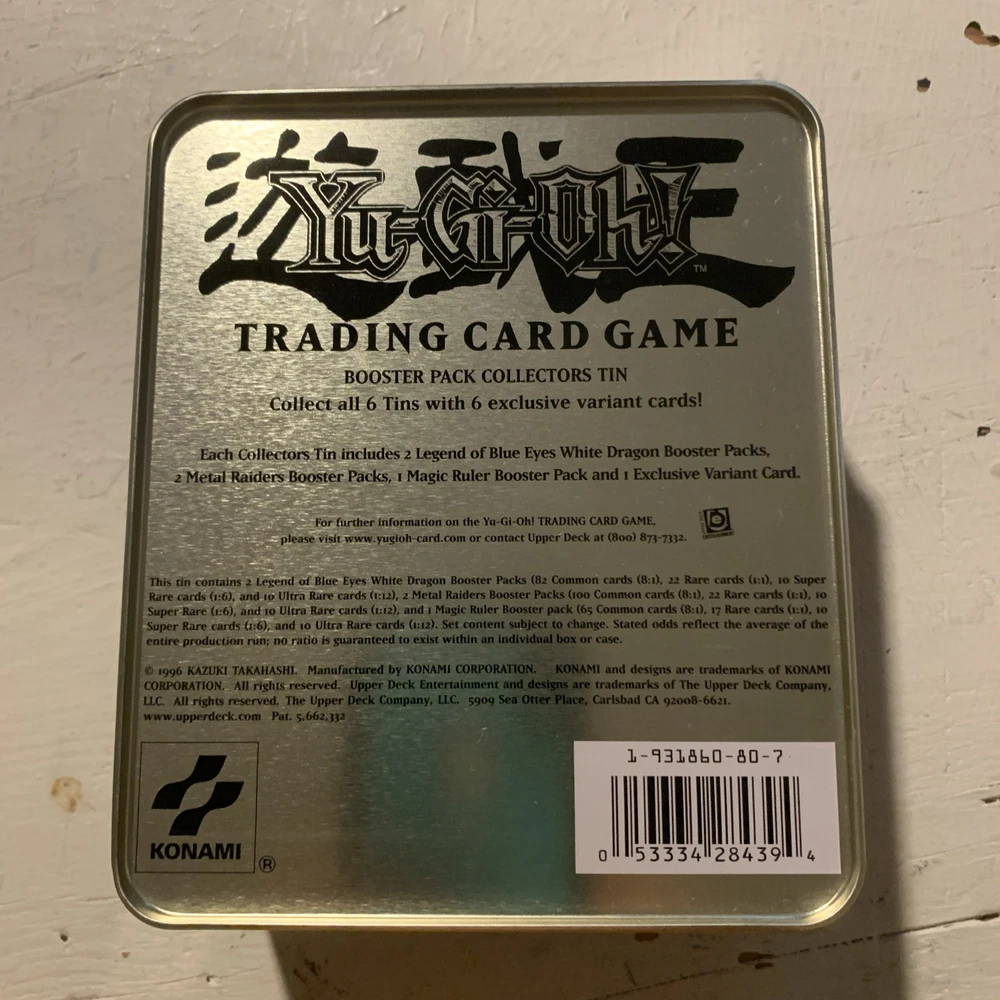 遊戯王
Yu-Gi-Oh!
TM
TRADING CARD GAME
BOOSTER PACK COLLECTORS TIN
Collect all 6 Tins with 6 exclusive variant cards!
Each Collectors Tin includes 2 Legend of Blue Eyes White Dragon Booster Packs,
2 Metal Raiders Booster Packs, 1 Magic Ruler Booster Pack and 1 Exclusive Variant Card.
For further information on the Yu-Gi-Oh! TRADING CARD GAME,
please visit www.yugioh-card.com or contact Upper Deck at (800) 873-7332.
This tin contains 2 Legend of Blue Eyes White Dragon Booster Packs (82 Common cards (8:1), 22 Rare cards (1:1), 10 Super
Rare cards (1:6), and 10 Ultra Rare cards (1:12), 2 Metal Raiders Booster Packs (100 Common cards (8:1), 22 Rare cards (1:1), 10
Super Rare (1:6), and 10 Ultra Rare cards (1:12), and 1 Magic Ruler Booster pack (65 Common cards (8:1), 17 Rare cards (1:1), 10
Super Rare cards (1:6), and 10 Ultra Rare cards (1:12). Set content subject to change. Stated odds reflect the average of the
entire production run; no ratio is guaranteed to exist within an individual box or case.
© 1996 KAZUKI TAKAHASHI. Manufactured by KONAMI CORPORATION. KONAMI and designs are trademarks of KONAMI
CORPORATION. All rights reserved. Upper Deck Entertainment and designs are trademarks of The Upper Deck Company,
LLC. All rights reserved. The Upper Deck Company, LLC. 5909 Sea Otter Place, Carlsbad CA 92008-6621.
www.upperdeck.com Pat. 5,662,332
KONAMI ®
1-931860-80-7
0 53334 28439 4